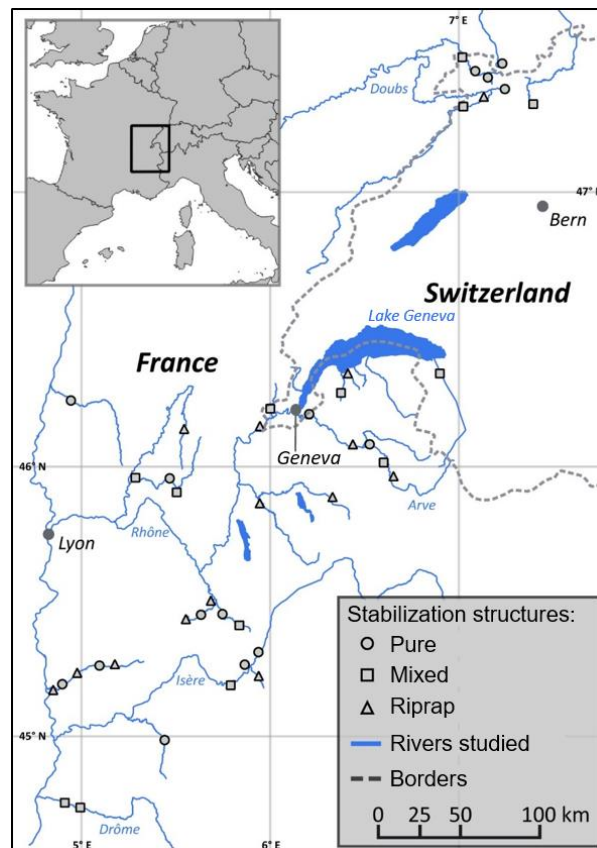 7° E
Doubs
47° N
Bern
Switzerland
Lake Geneva
France
Geneva
46° N
Arve
Rhône
Lyon
Stabilization structures:
Pure
Mixed
Riprap
Rivers studied
Borders
0 25 50 100 km
Isère
45° N
Drôme
5° E
6° E